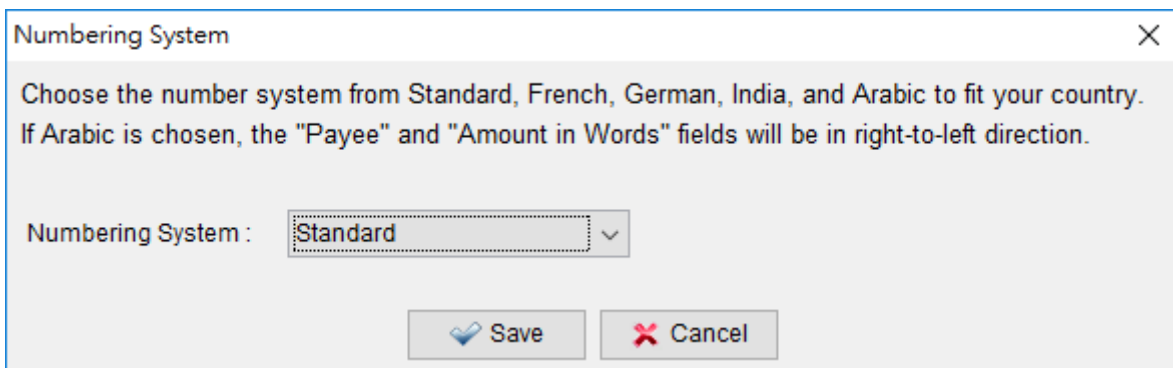 Numbering System
Choose the number system from Standard, French, German, India, and Arabic to fit your country.
If Arabic is chosen, the "Payee" and "Amount in Words" fields will be in right-to-left direction.
Numbering System : Standard
Save Cancel